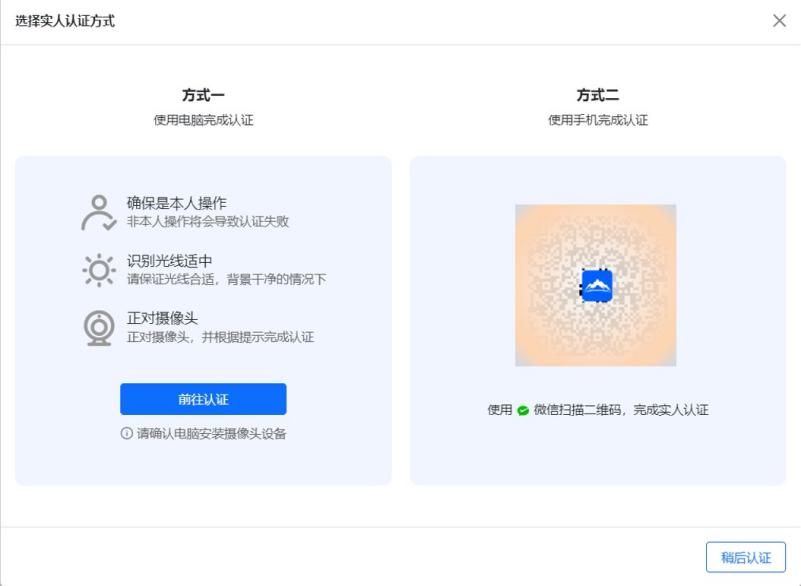 选择实人认证方式
方式一
使用电脑完成认证
确保是本人操作
非本人操作将会导致认证失败
识别光线适中
请保证光线合适，背景干净的情况下
正对摄像头
正对摄像头，并根据提示完成认证
前往认证
请确认电脑安装摄像头设备
方式二
使用手机完成认证
使用 微信扫描二维码，完成实人认证
稍后认证